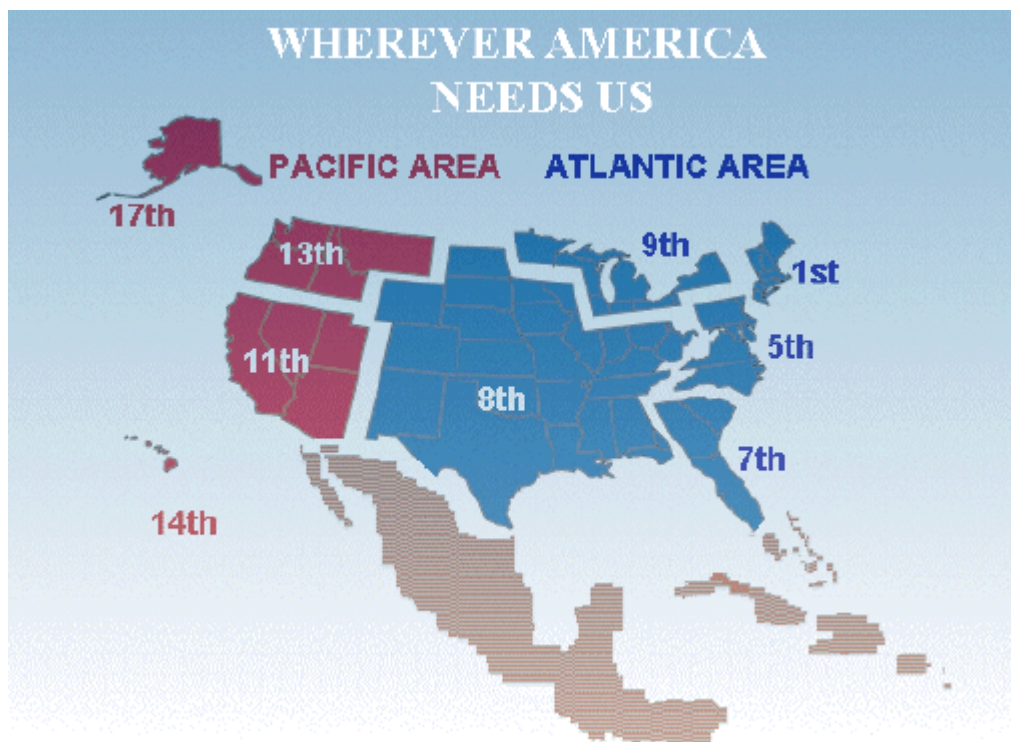 WHEREVER AMERICA
NEEDS US
PACIFIC AREA
ATLANTIC AREA
17th
13th
9th
1st
11th
5th
8th
7th
14th